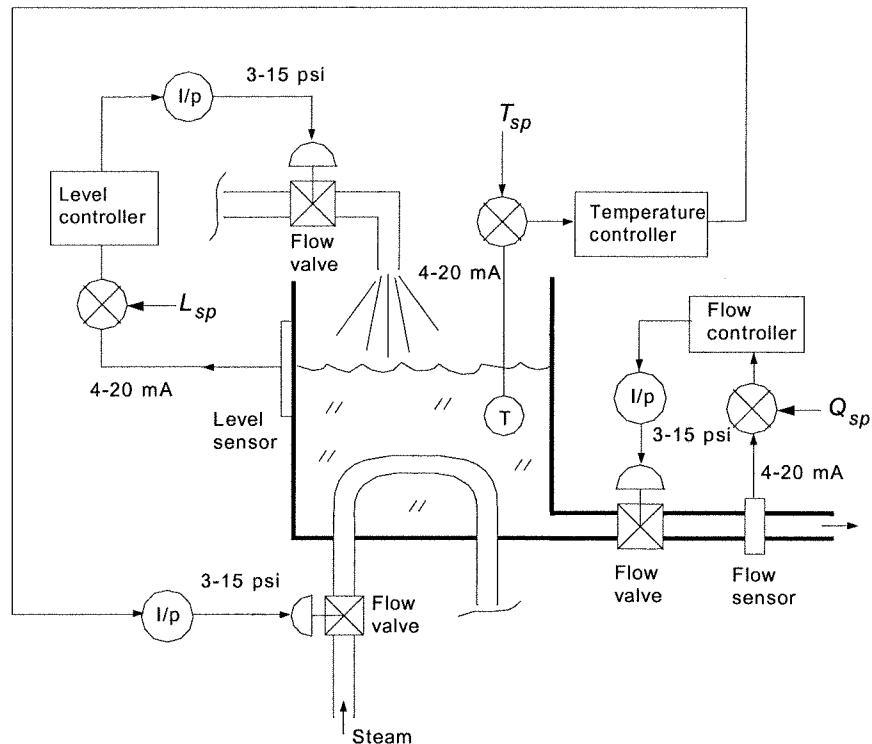 3-15 psi
I/p
T_sp
Level
controller
Temperature
controller
Flow
valve
4-20 mA
L_sp
Flow
controller
4-20 mA
Level
sensor
T
I/p
Q_sp
3-15 psi
4-20 mA
3-15 psi
I/p
Flow
valve
Flow
valve
Flow
sensor
Steam